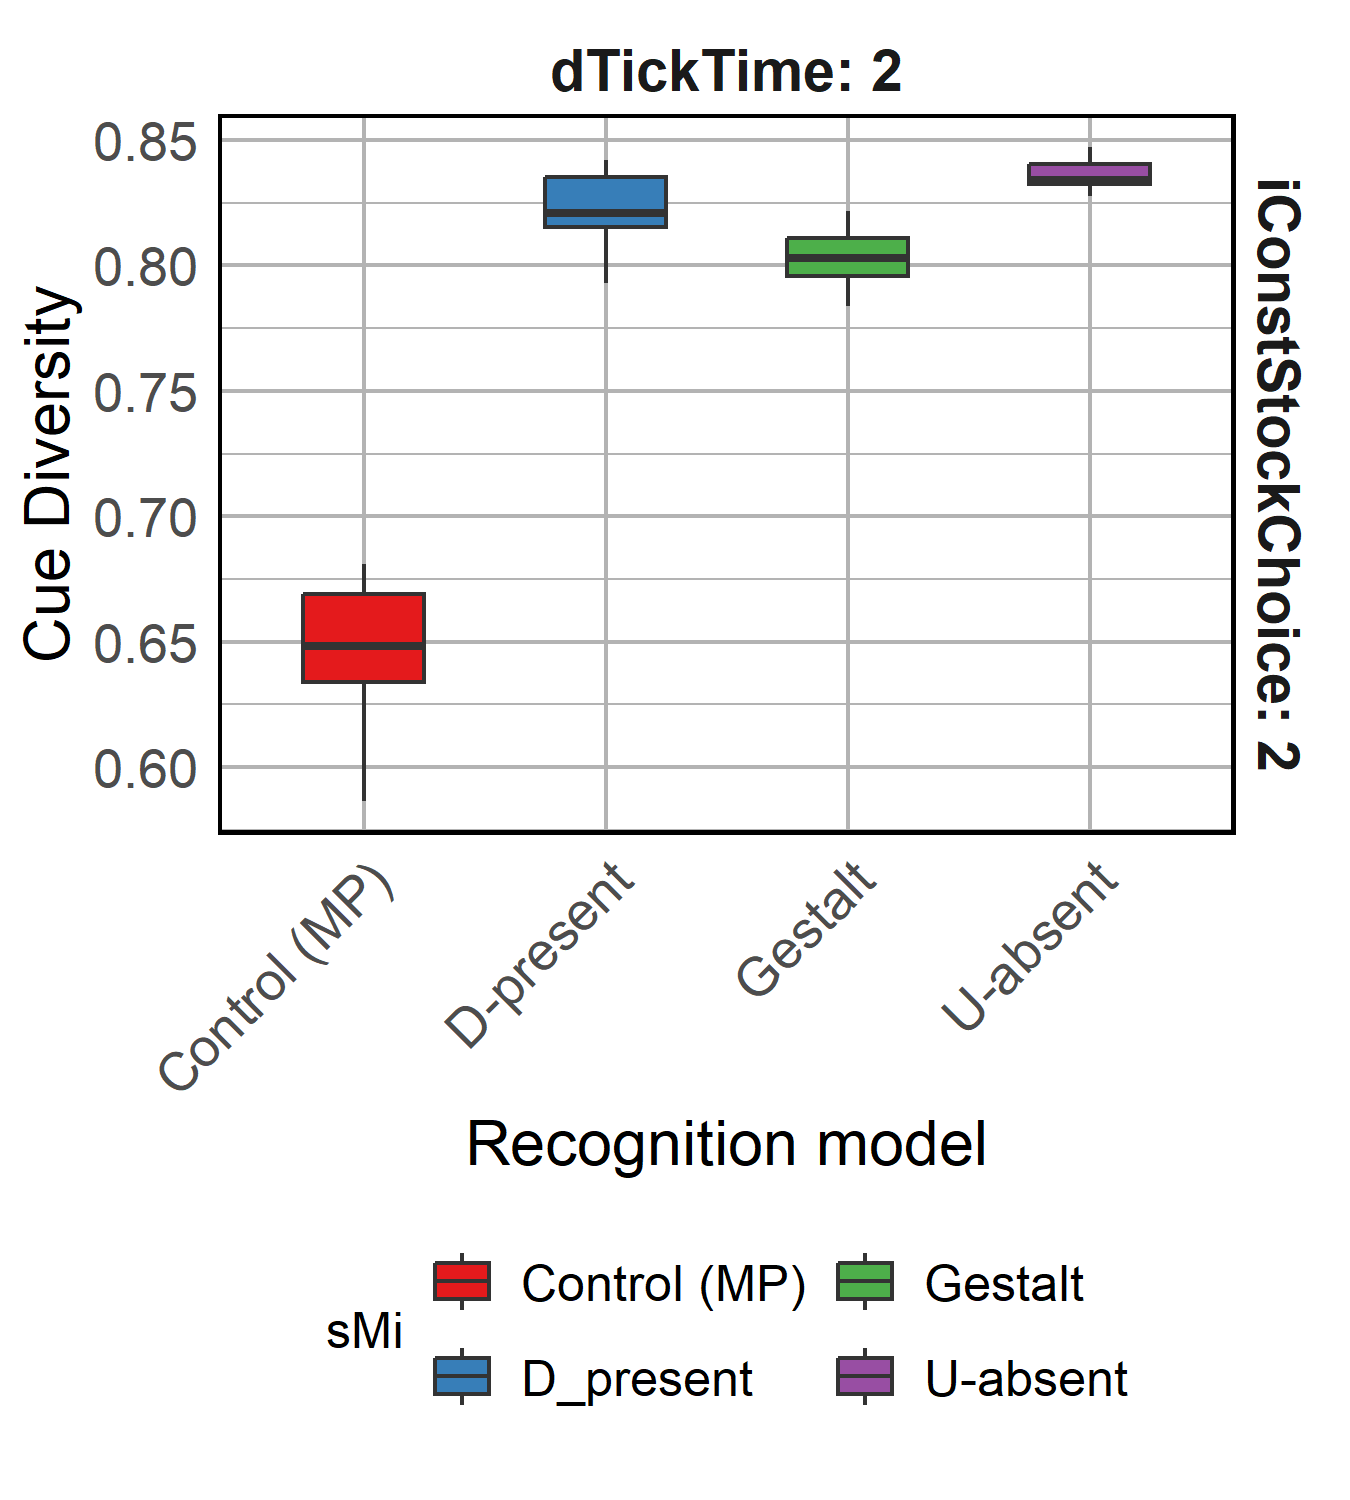 dTickTime: 2
iConstStockChoice: 2
Cue Diversity
0.85
0.80
0.75
0.70
0.65
0.60
Control (MP)
D-present
Gestalt
U-absent
Recognition model
sMi
Control (MP)
Gestalt
D_present
U-absent